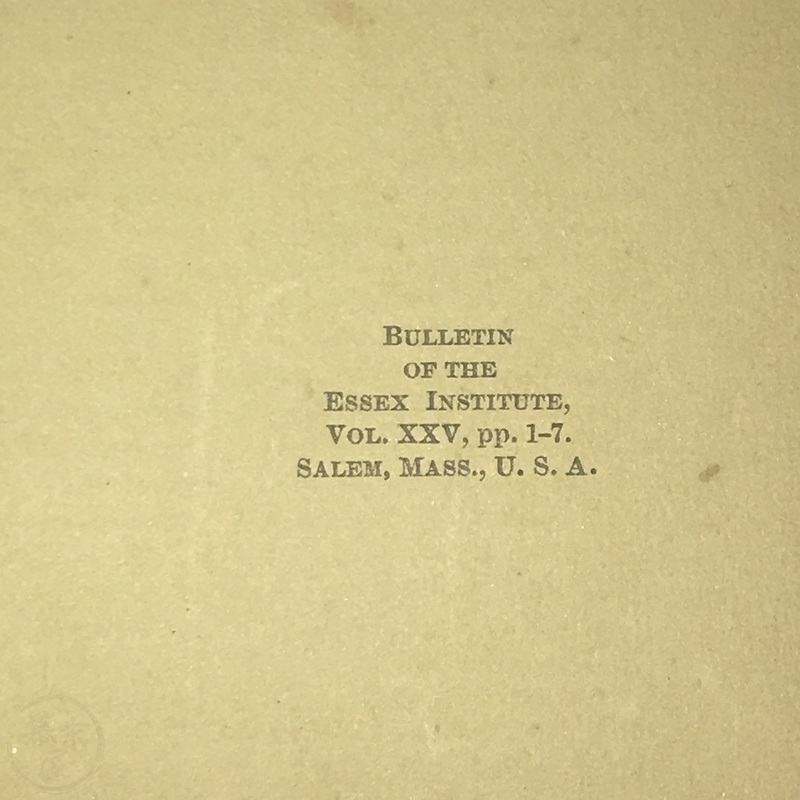 BULLETIN
OF THE
ESSEX INSTITUTE,
VOL. XXV, pp. 1-7.
SALEM, MASS., U. S. A.